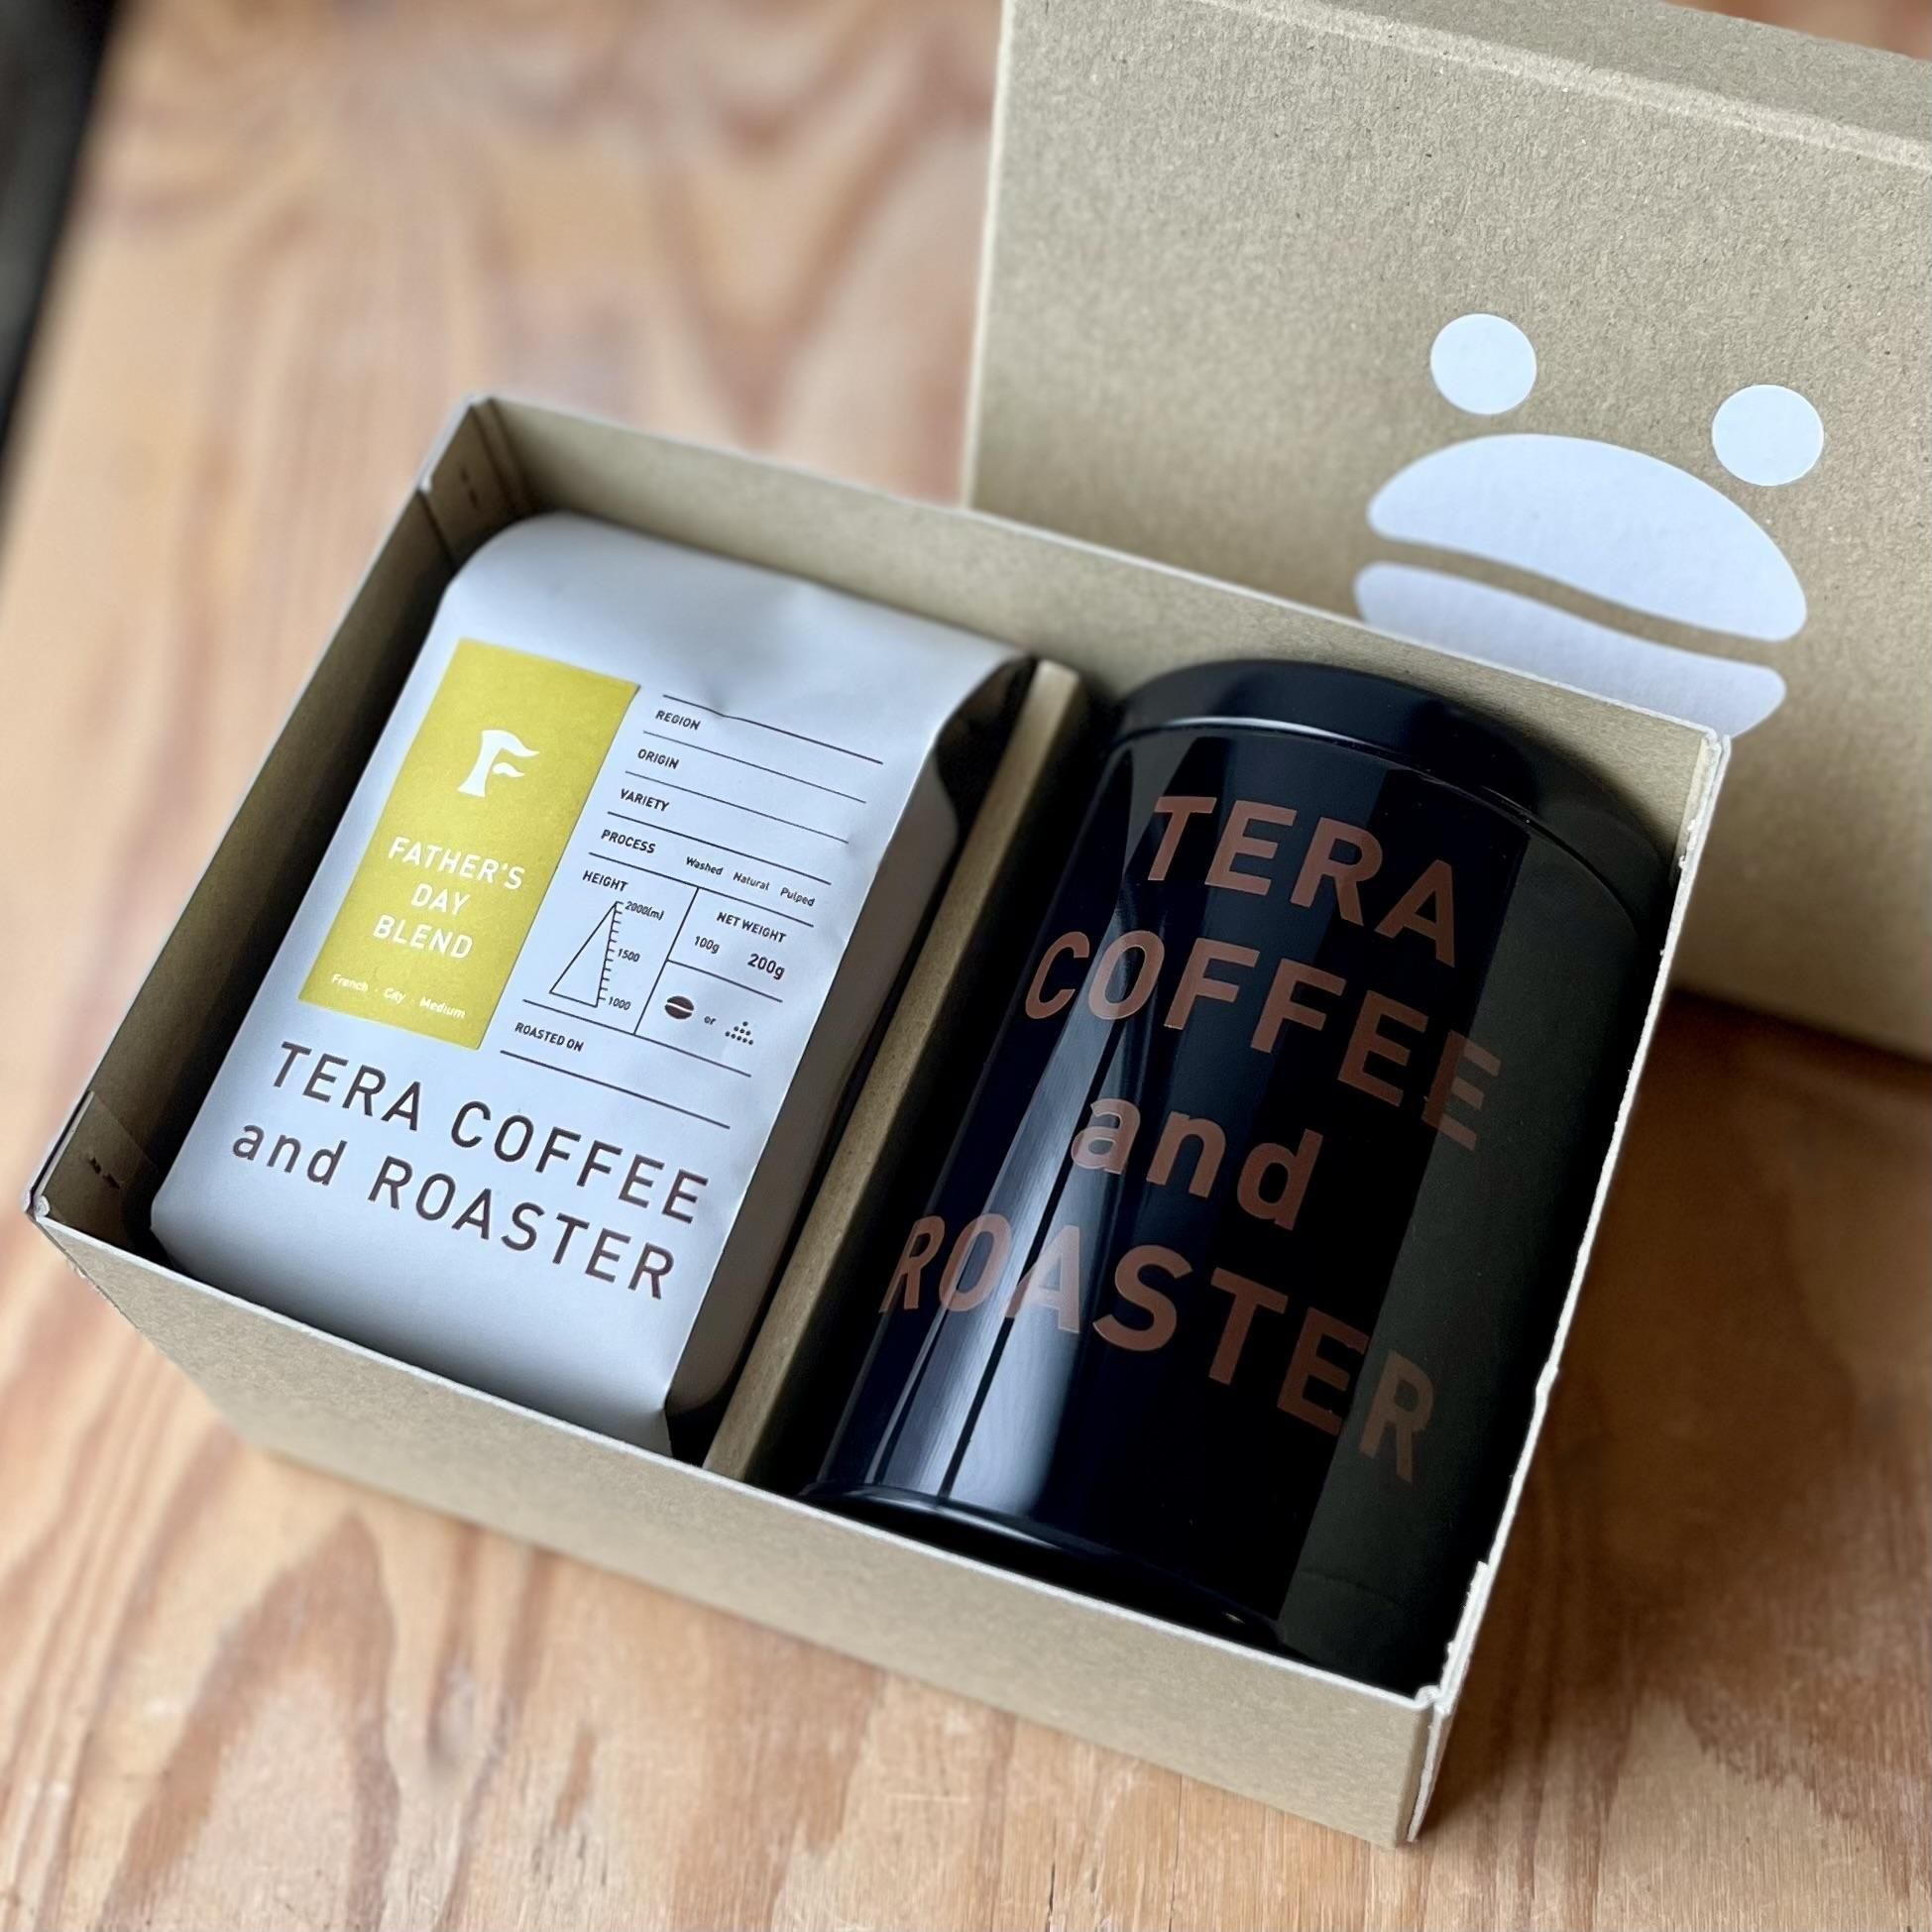 F
FATHER'S
DAY
BLEND
French · City · Medium
REGION
ORIGIN
VARIETY
PROCESS Washed Natural Pulped
HEIGHT
2000(m)
1500
1000
NET WEIGHT
100g 200g
or
ROASTED ON
TERA COFFEE
and ROASTER
TERA
COFFEE
and
ROASTER